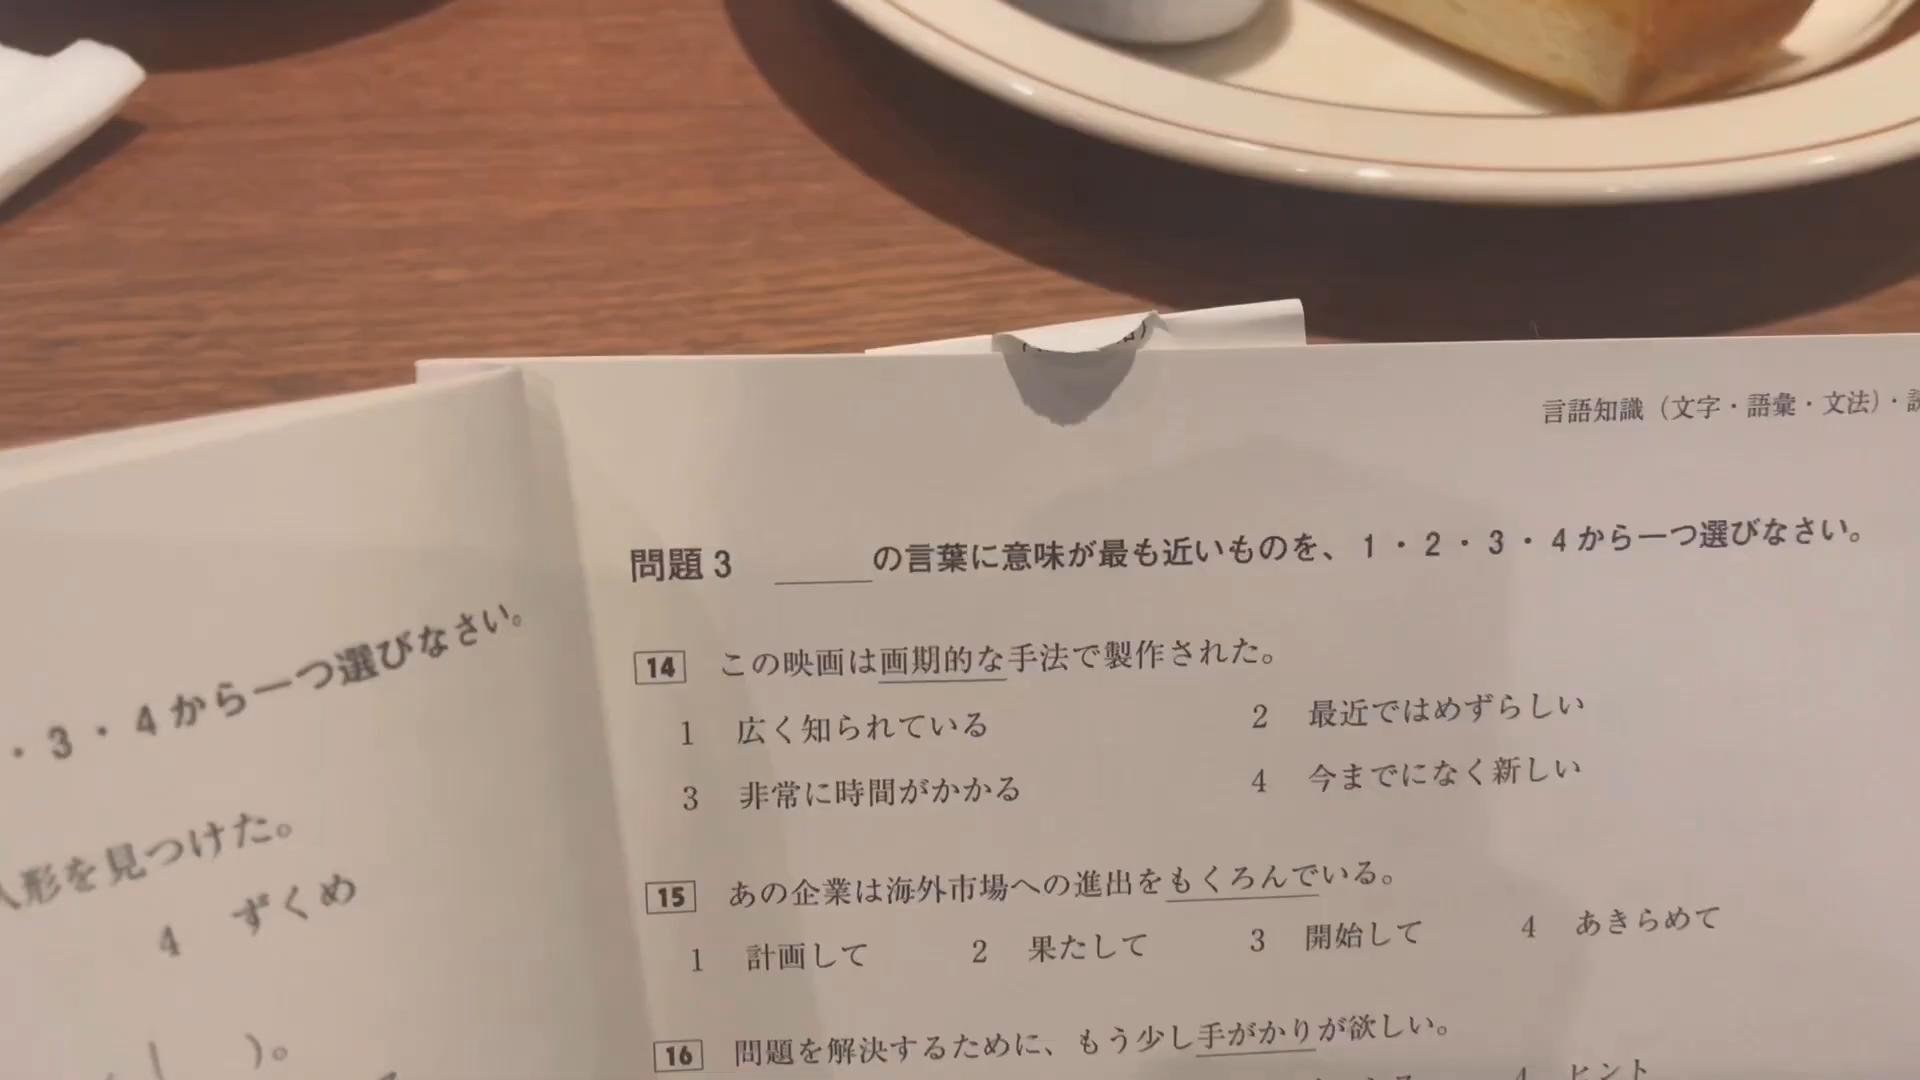 ・3・4から一つ選びなさい。
人形を見つけた。
4 ずくめ
)。
言語知識（文字・語彙・文法）・
問題3 ＿＿＿の言葉に意味が最も近いものを、1・2・3・4から一つ選びなさい。
14 この映画は画期的な手法で製作された。
1 広く知られている 2 最近ではめずらしい
3 非常に時間がかかる 4 今までになく新しい
15 あの企業は海外市場への進出をもくろんでいる。
1 計画して 2 果たして 3 開始して 4 あきらめて
16 問題を解決するために、もう少し手がかりが欲しい。
4 ヒント